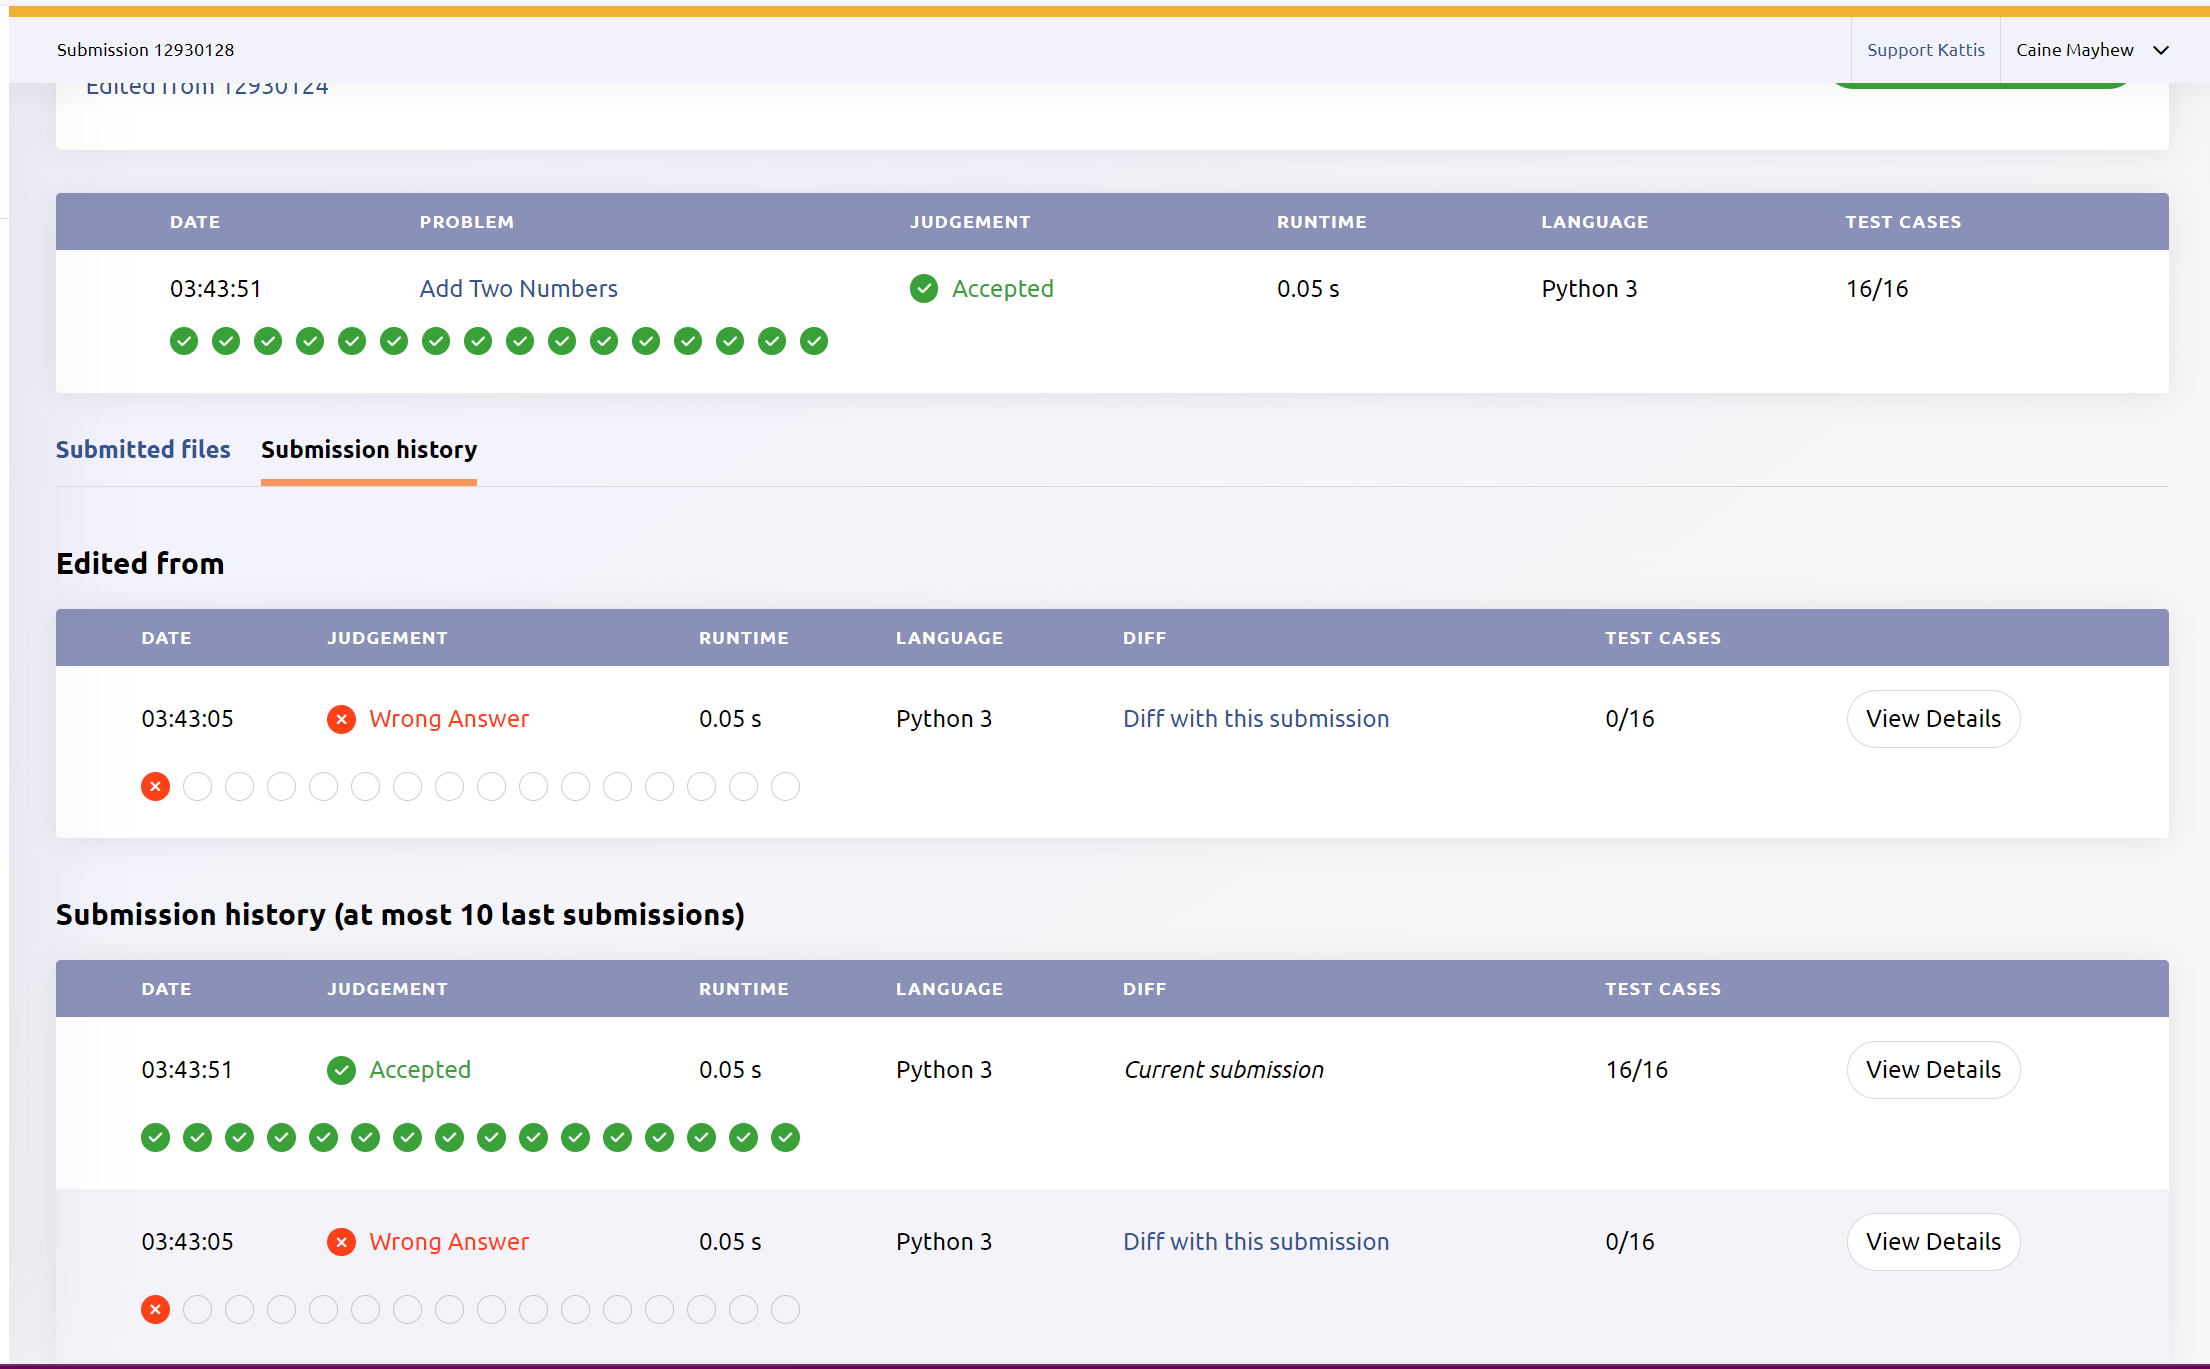 Submission 12930128 Support Kattis Caine Mayhew
Edited from 12930124
DATE PROBLEM JUDGEMENT RUNTIME LANGUAGE TEST CASES
03:43:51 Add Two Numbers Accepted 0.05 s Python 3 16/16
Submitted files Submission history
Edited from
DATE JUDGEMENT RUNTIME LANGUAGE DIFF TEST CASES
03:43:05 Wrong Answer 0.05 s Python 3 Diff with this submission 0/16 View Details
Submission history (at most 10 last submissions)
DATE JUDGEMENT RUNTIME LANGUAGE DIFF TEST CASES
03:43:51 Accepted 0.05 s Python 3 Current submission 16/16 View Details
03:43:05 Wrong Answer 0.05 s Python 3 Diff with this submission 0/16 View Details